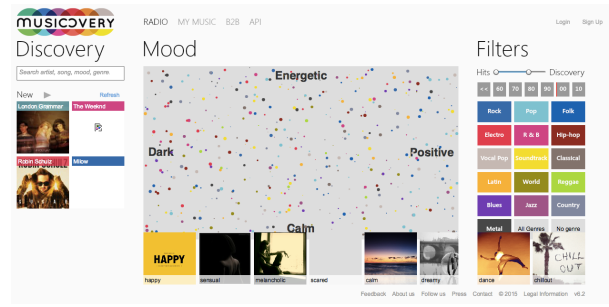 MUSICOVERY
RADIO MY MUSIC B2B API
Login Sign Up
Discovery
Search artist, song, mood, genre.
New
Refresh
London Grammar
The Weeknd
Robin Schulz
Milow
ROBIN SCHULZ
Mood
Energetic
Dark
Positive
Calm
HAPPY
happy
sensual
melancholic
scared
calm
dreamy
Filters
Hits Discovery
<< 60 70 80 90 00 10
Rock Pop Folk
Electro R & B Hip-hop
Vocal Pop Soundtrack Classical
Latin World Reggae
Blues Jazz Country
Metal All Genres No genre
CHILL
OUT
dance
chillout
Feedback About us Follow us Press Contact © 2015 Legal Information v6.2